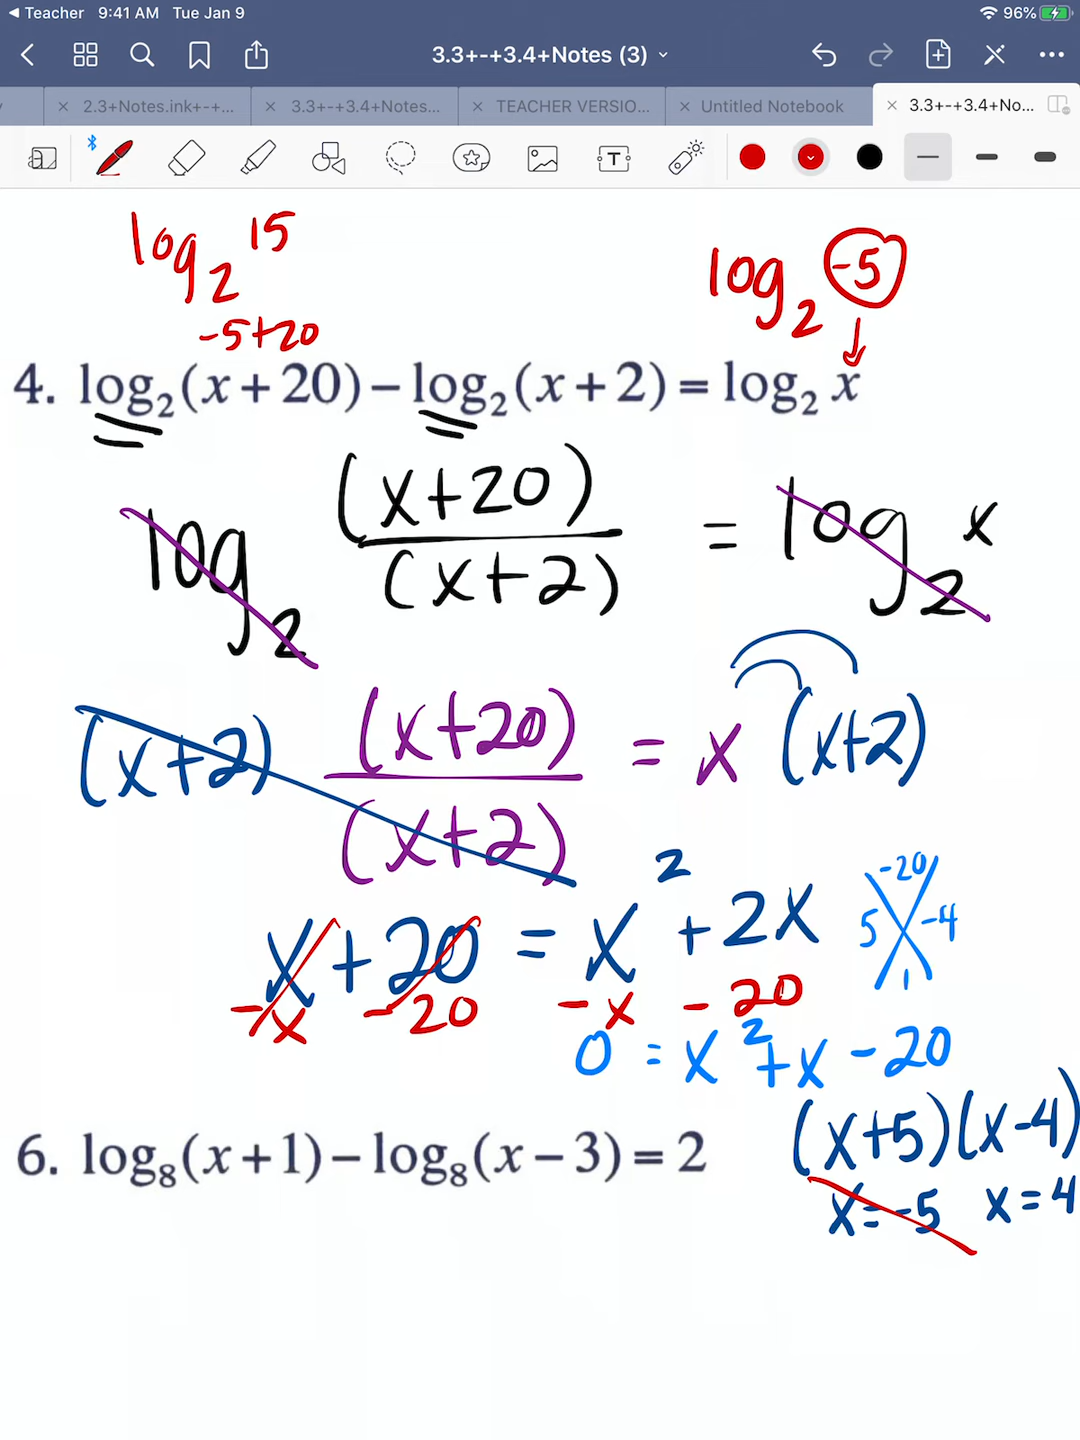 Teacher 9:41 AM Tue Jan 9 96%
3.3+-+3.4+Notes (3)
2.3+Notes.ink+-+... 3.3+-+3.4+Notes... TEACHER VERSIO... Untitled Notebook 3.3+-+3.4+No...
T
log₂ 15 log₂ -5
-5+20
4. log₂(x+20)−log₂(x+2)=log₂ x
log₂ (x+20)/(x+2) = log₂ x
(x+2) (x+20)/(x+2) = x (x+2)
-20
5 -4
1
x+20 = x² +2x
-x -20 -x -20
0 = x²+x-20
(x+5)(x-4)
6. log₈(x+1)−log₈(x−3)=2
x=-5 x=4